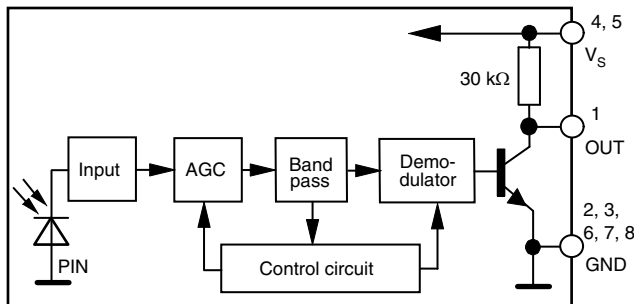 4, 5
V_S
30 kΩ
1
OUT
Input
AGC
Band
pass
Demo-
dulator
2, 3,
6, 7, 8
GND
PIN
Control circuit